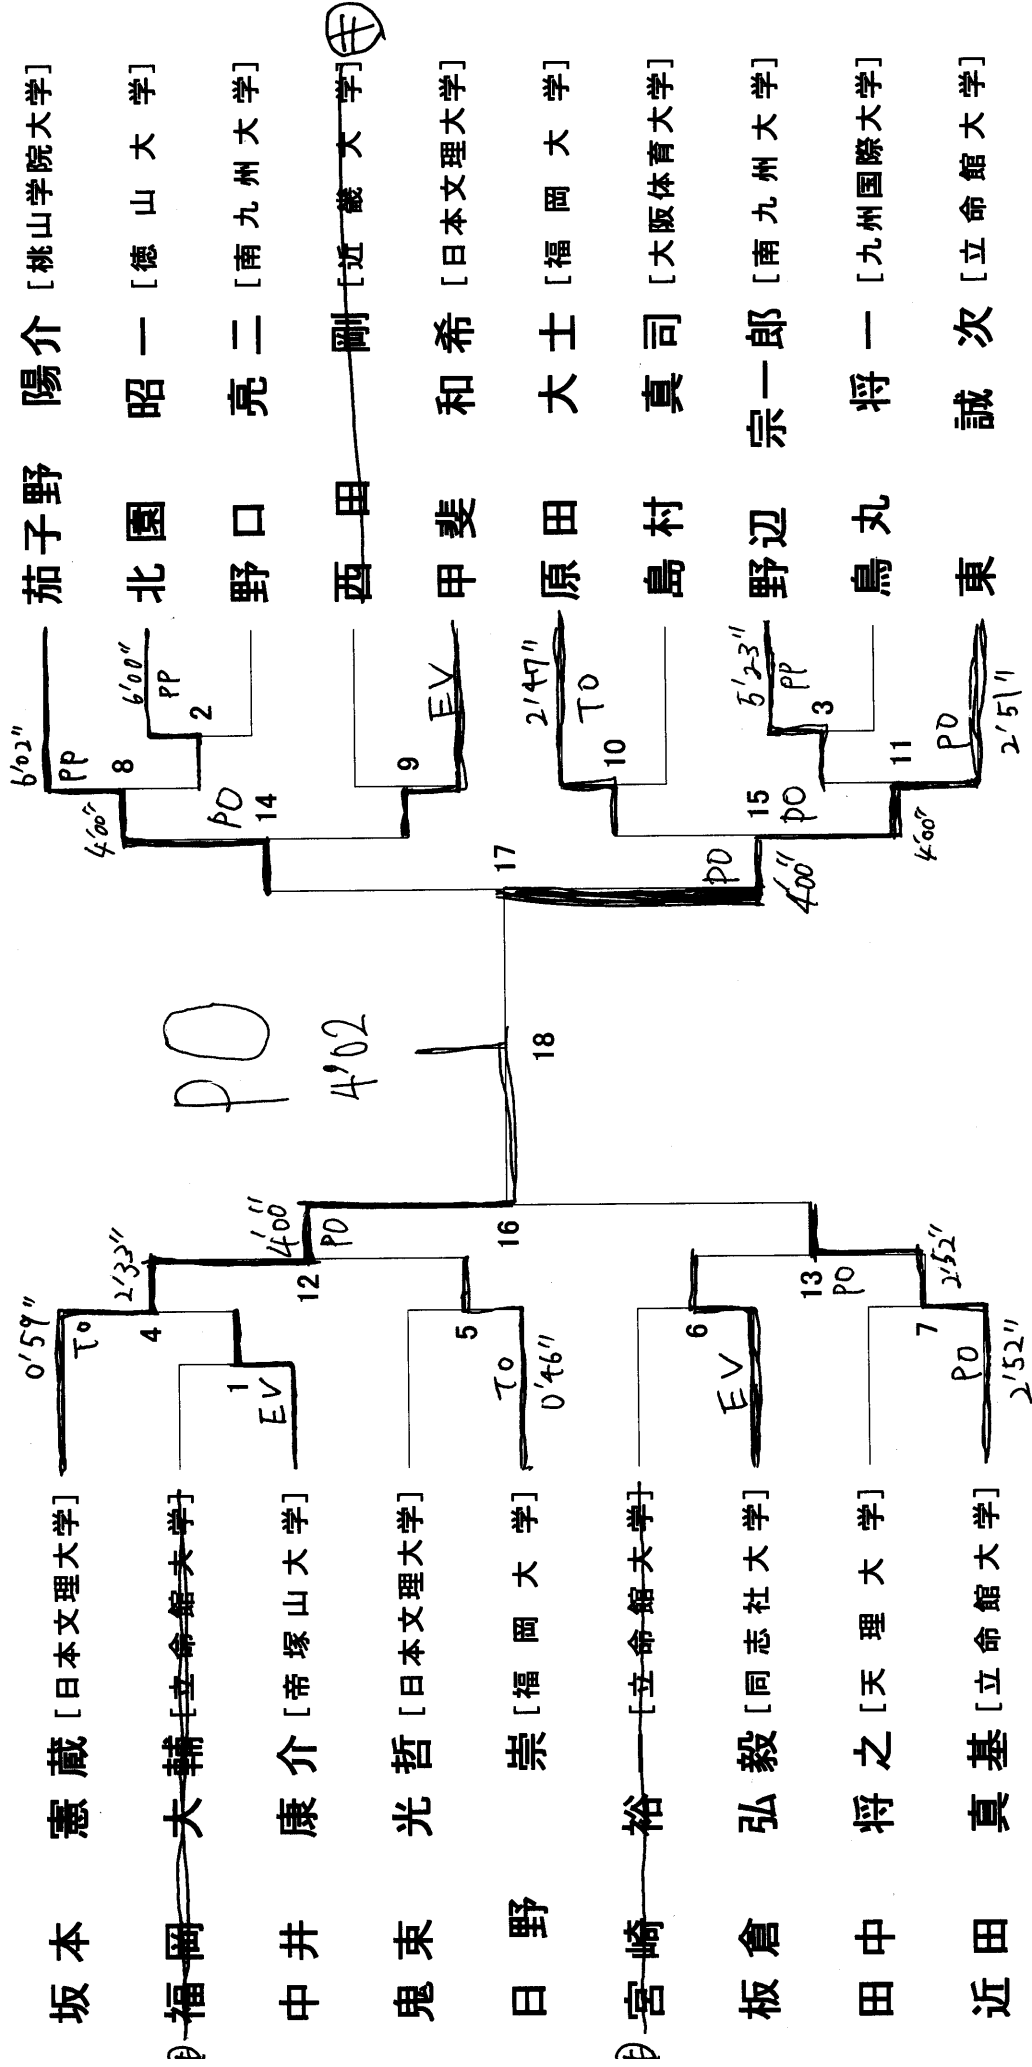 坂本 憲蔵 [日本文理大学]
福岡 大輔 [立命館大学]
中井 康介 [帝塚山大学]
鬼束 光哲 [日本文理大学]
日野 崇 [福岡大学]
宮崎 裕一 [立命館大学]
板倉 弘毅 [同志社大学]
田中 将之 [天理大学]
近田 真基 [立命館大学]
0'59"
TO
4
2'33"
1
EV
12
4'00"
PO
5
TO
0'46"
16
6
EV
13
PO
7
2'52"
PO
2'52"
PO
4'02
18
17
6'02"
PP
8
4'00"
6'00"
PP
2
PO
14
9
EV
2'47"
TO
10
15
PO
PO
4'00"
5'23"
PP
3
11
4'00"
PO
2'51"
茄子野 陽介 [桃山学院大学]
北園 昭一 [徳山大学]
野口 亮二 [南九州大学]
西田 剛 [近畿大学]
キ
甲斐 和希 [日本文理大学]
原田 大士 [福岡大学]
島村 真司 [大阪体育大学]
野辺 宗一郎 [南九州大学]
鳥丸 将一 [九州国際大学]
東 誠次 [立命館大学]